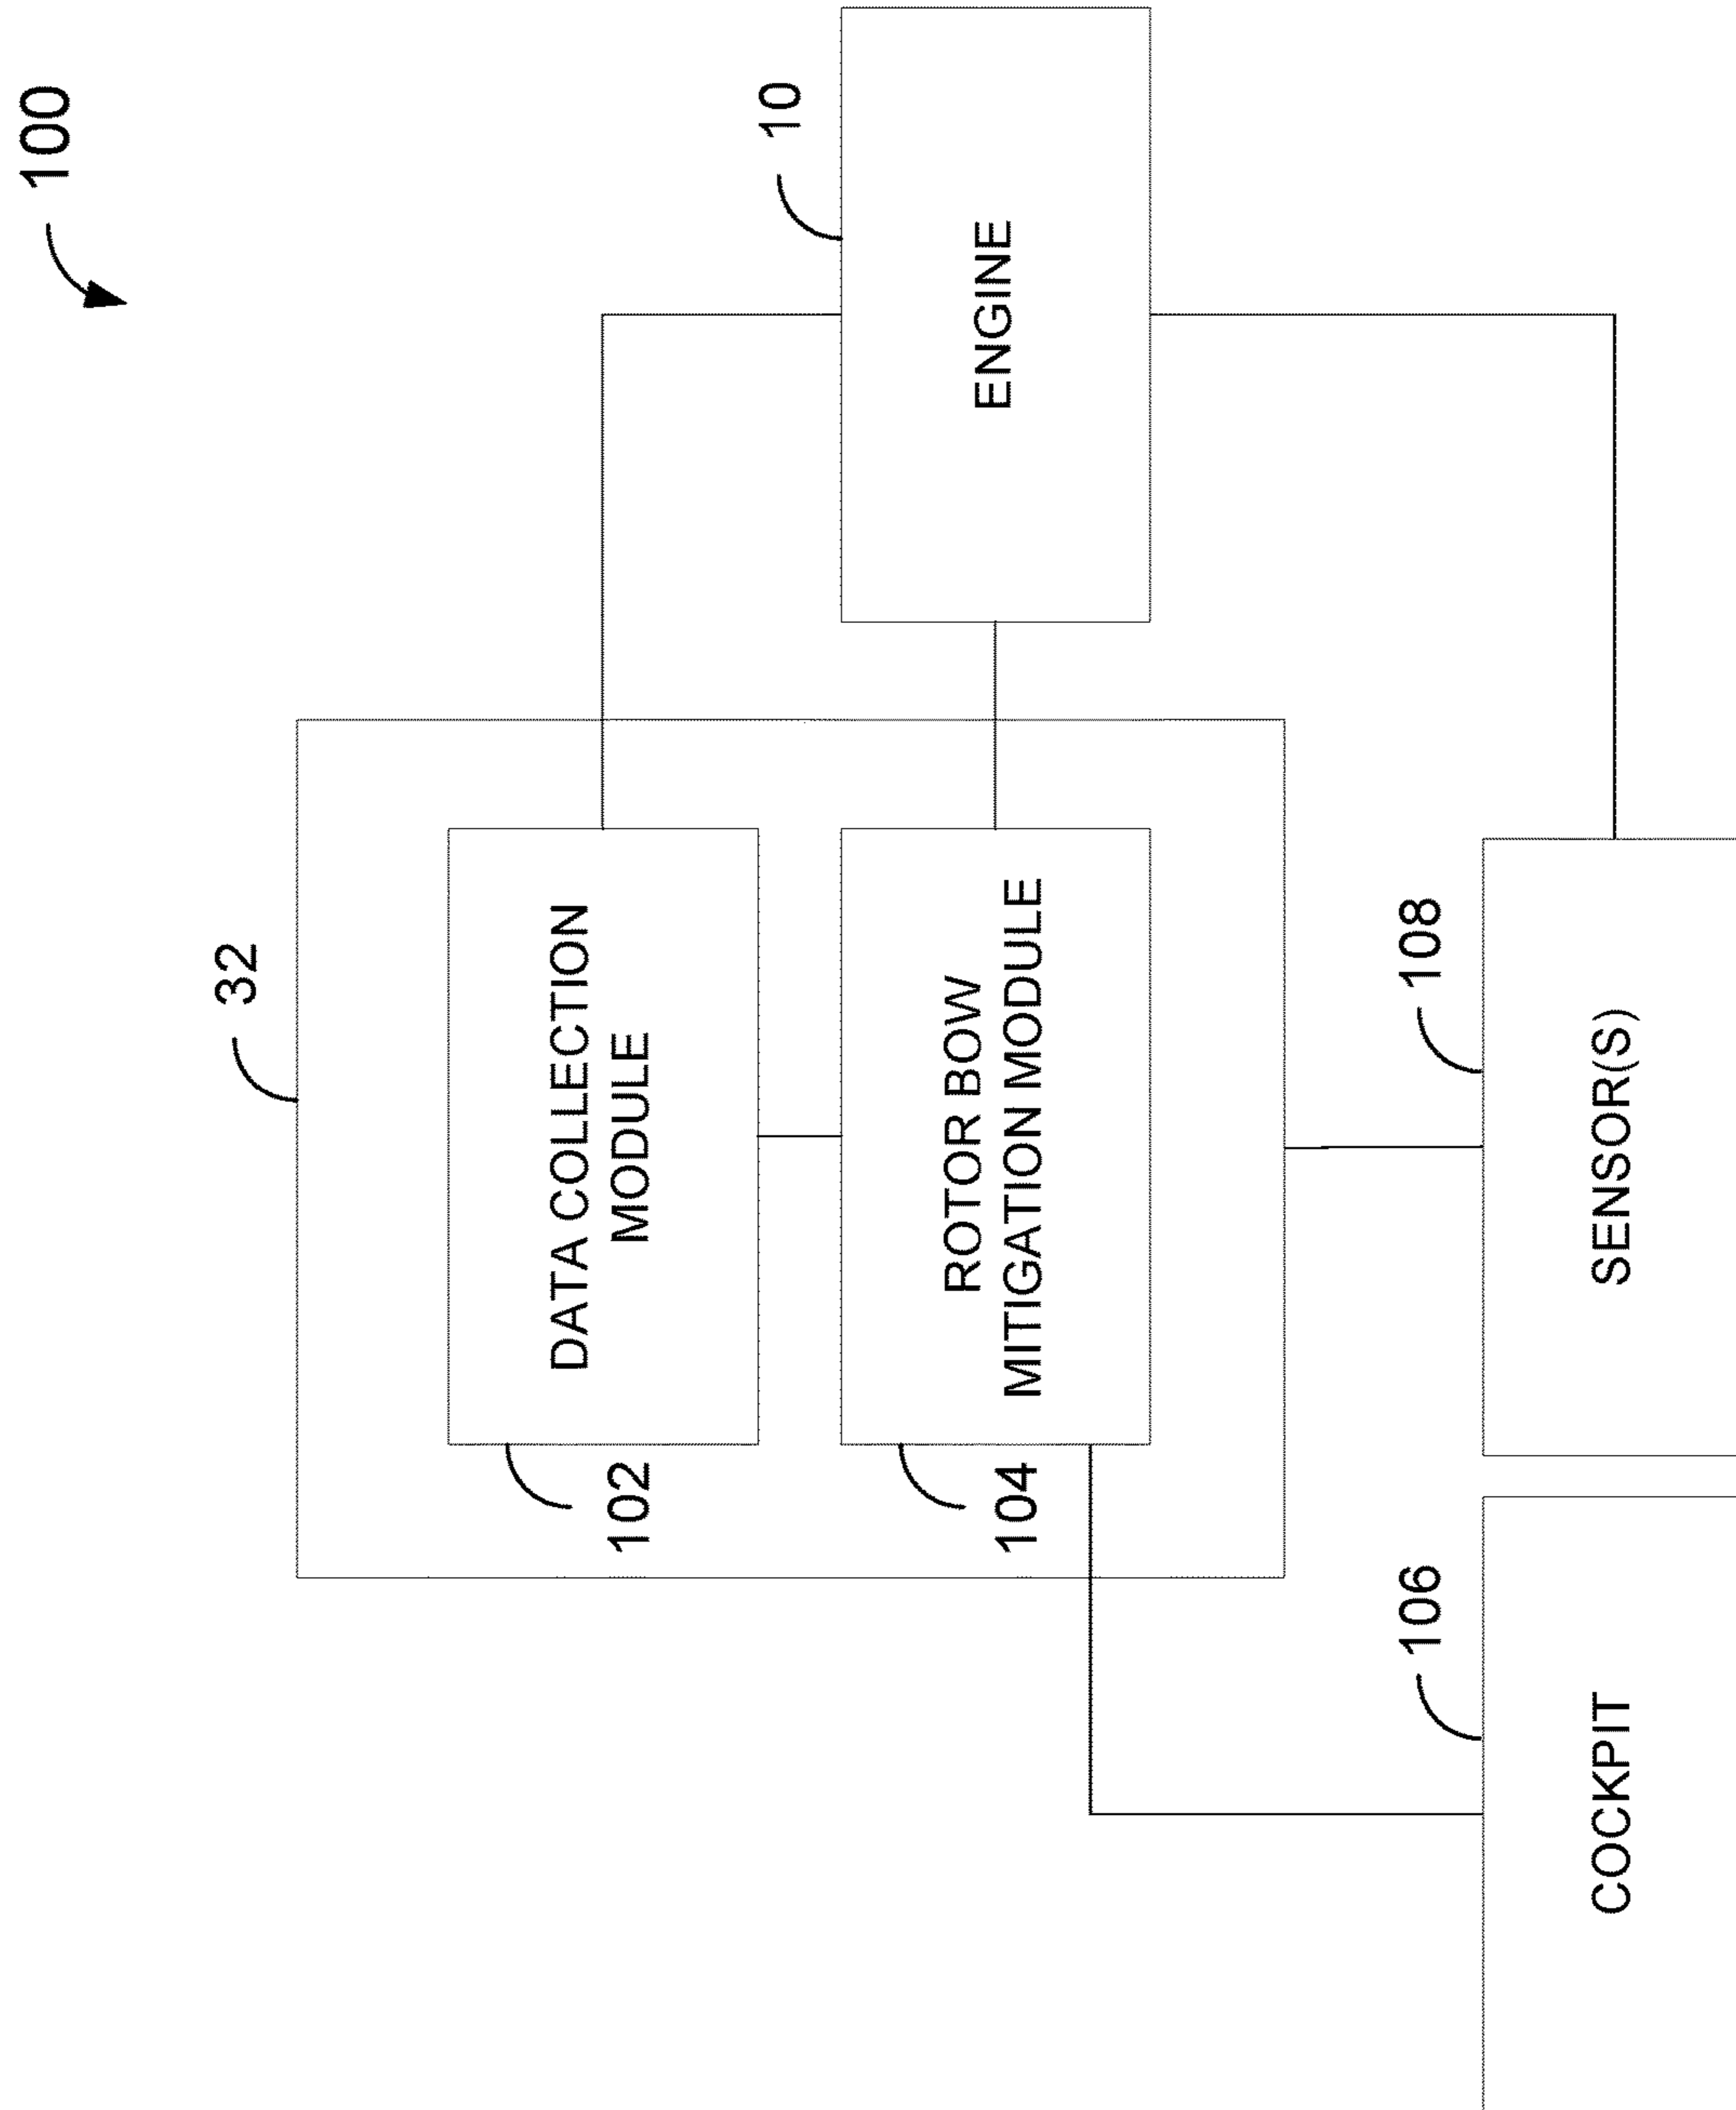 100
32
10
DATA COLLECTION
MODULE
102
ENGINE
ROTOR BOW
MITIGATION MODULE
104
106
108
COCKPIT
SENSOR(S)